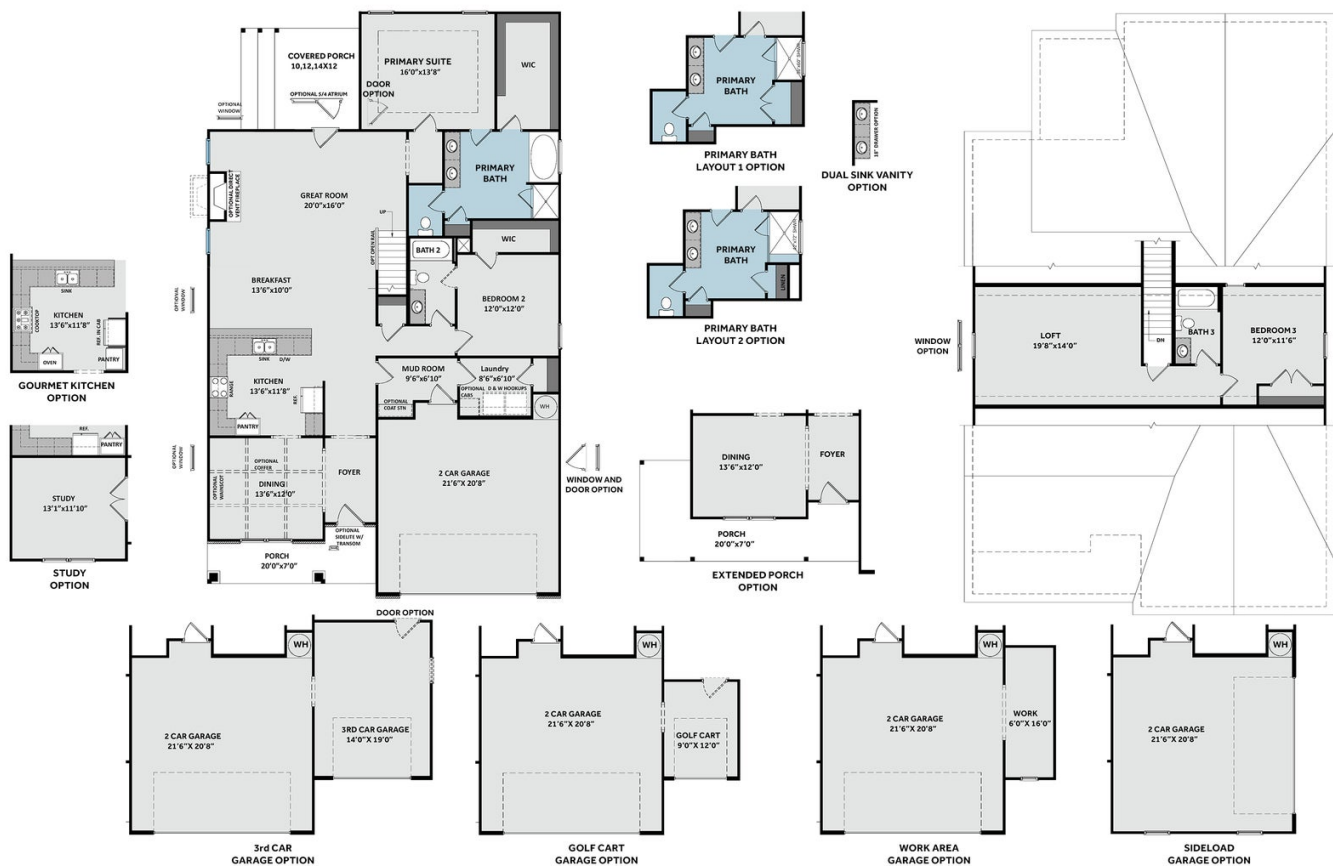 COVERED PORCH
10,12,14X12
OPTIONAL 5/4 ATRIUM
OPTIONAL
WINDOW
PRIMARY SUITE
16'0"x13'8"
DOOR
OPTION
WIC
PRIMARY
BATH
GREAT ROOM
20'0"x16'0"
OPTIONAL DIRECT
VENT FIREPLACE
UP
OPT OPEN RAIL
BATH 2
WIC
BREAKFAST
13'6"x10'0"
OPTIONAL
WINDOW
BEDROOM 2
12'0"x12'0"
SINK
D/W
RANGE
KITCHEN
13'6"x11'8"
REF.
PANTRY
MUD ROOM
9'6"x6'10"
OPTIONAL
COAT STN
Laundry
8'6"x6'10"
OPTIONAL
CABS
D & W HOOKUPS
WH
OPTIONAL
WINDOW
OPTIONAL
COFFER
OPTIONAL
WAINSCOT
DINING
13'6"x12'0"
FOYER
2 CAR GARAGE
21'6"X 20'8"
WINDOW AND
DOOR OPTION
OPTIONAL
SIDELITE W/
TRANSOM
PORCH
20'0"x7'0"
SINK
COOKTOP
KITCHEN
13'6"x11'8"
REF. IN CAB
OVEN
PANTRY
GOURMET KITCHEN
OPTION
REF.
PANTRY
STUDY
13'1"x11'10"
STUDY
OPTION
PRIMARY
BATH
PRIMARY BATH
LAYOUT 1 OPTION
18" DRAWER OPTION
DUAL SINK VANITY
OPTION
PRIMARY
BATH
LINEN
PRIMARY BATH
LAYOUT 2 OPTION
DINING
13'6"x12'0"
FOYER
PORCH
20'0"x7'0"
EXTENDED PORCH
OPTION
WINDOW
OPTION
LOFT
19'8"x14'0"
DN
BATH 3
BEDROOM 3
12'0"x11'6"
DOOR OPTION
WH
2 CAR GARAGE
21'6"X 20'8"
3RD CAR GARAGE
14'0"X 19'0"
3rd CAR
GARAGE OPTION
WH
2 CAR GARAGE
21'6"X 20'8"
GOLF CART
9'0"X 12'0"
GOLF CART
GARAGE OPTION
WH
2 CAR GARAGE
21'6"X 20'8"
WORK
6'0"X 16'0"
WORK AREA
GARAGE OPTION
WH
2 CAR GARAGE
21'6"X 20'8"
SIDELOAD
GARAGE OPTION